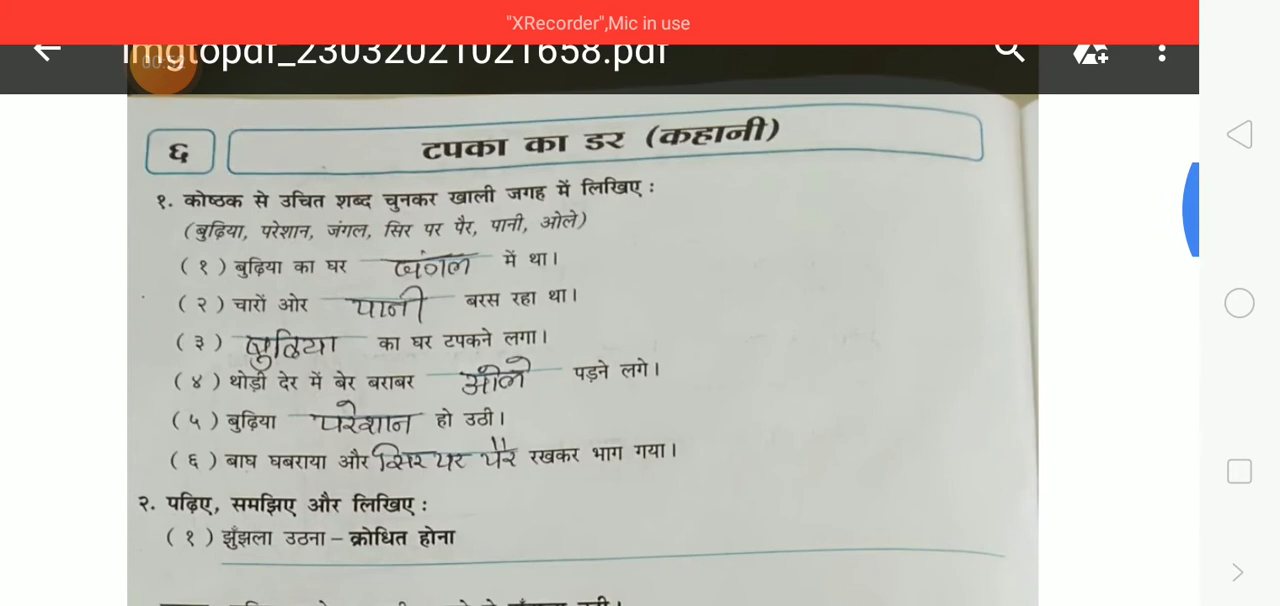 "XRecorder",Mic in use
imgtopdf_23032021021658.pdf
६ टपका का डर (कहानी)
१. कोष्ठक से उचित शब्द चुनकर खाली जगह में लिखिए :
(बुढ़िया, परेशान, जंगल, सिर पर पैर, पानी, ओले)
( १ ) बुढ़िया का घर जंगल में था।
( २ ) चारों ओर पानी बरस रहा था।
( ३ ) बुढिया का घर टपकने लगा।
( ४ ) थोड़ी देर में बेर बराबर ओले पड़ने लगे।
( ५ ) बुढ़िया परेशान हो उठी।
( ६ ) बाघ घबराया और सिर पर पैर रखकर भाग गया।
२. पढ़िए, समझिए और लिखिए :
( १ ) झुँझला उठना – क्रोधित होना